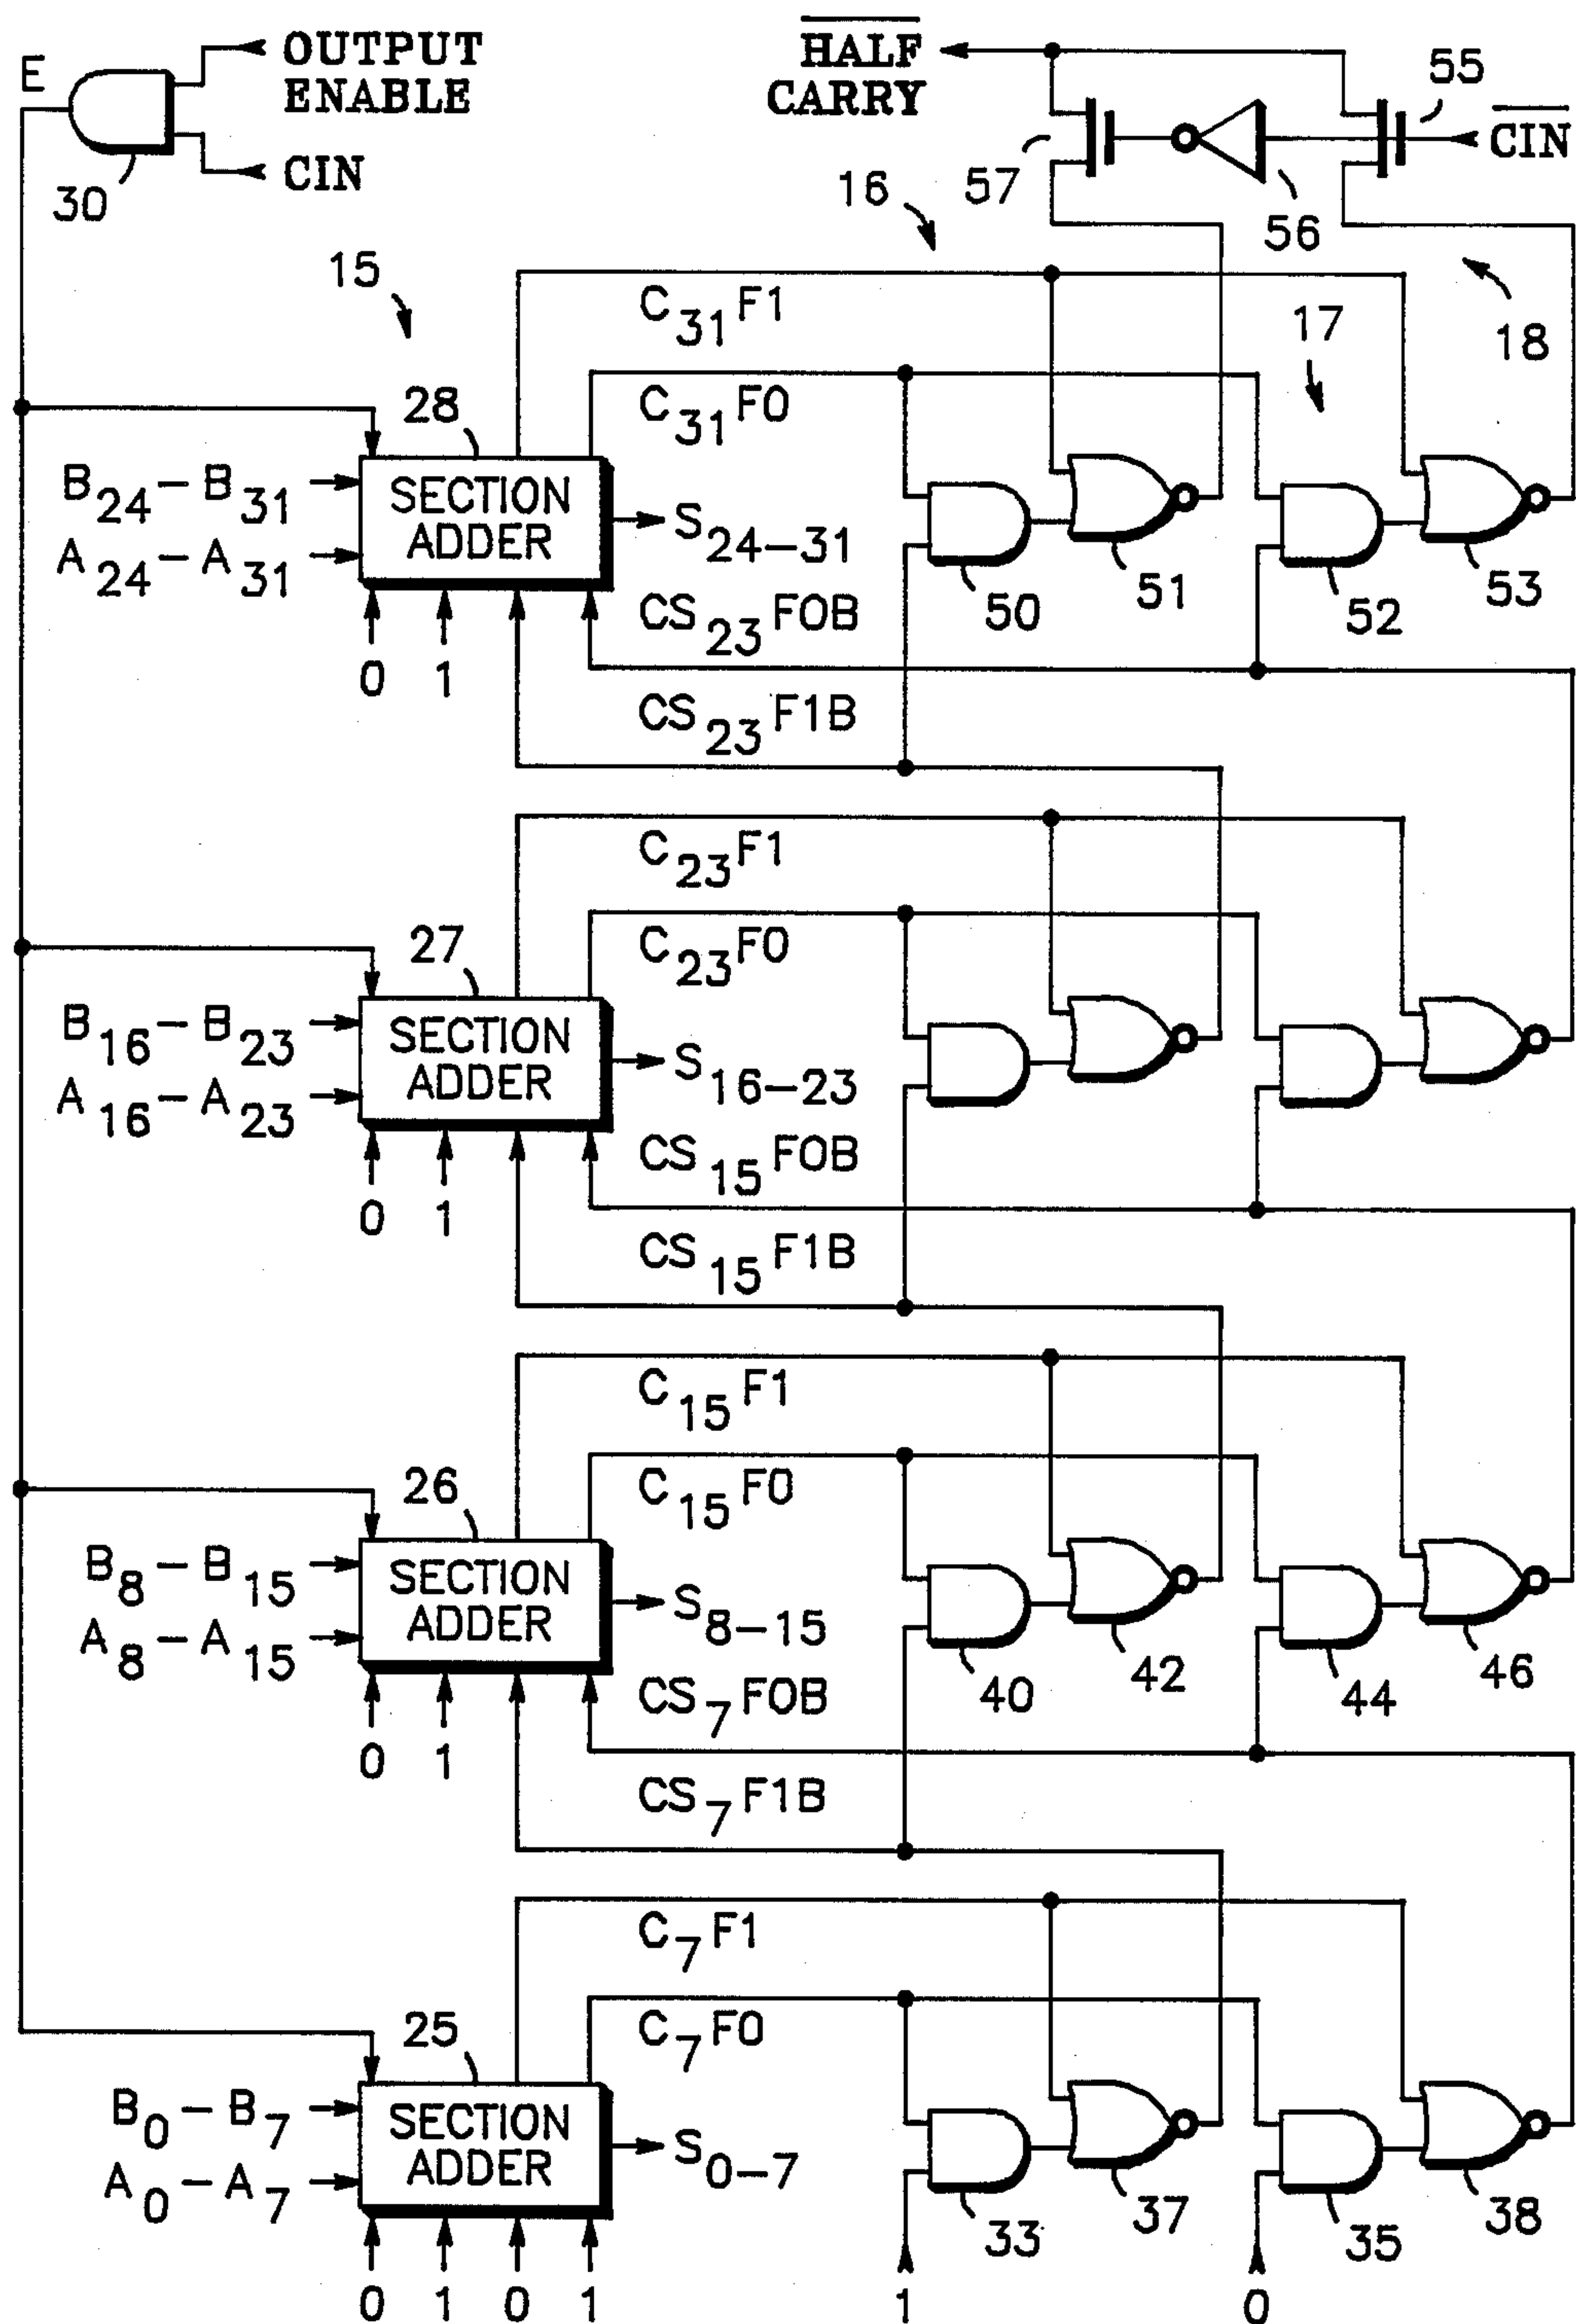 E
OUTPUT
ENABLE
CIN
30
HALF
CARRY
57
56
55
CIN
15
16
17
18
C31F1
C31F0
28
B24-B31
A24-A31
SECTION
ADDER
S24-31
50
51
52
53
CS23F0B
0 1
CS23F1B
C23F1
C23F0
27
B16-B23
A16-A23
SECTION
ADDER
S16-23
CS15F0B
0 1
CS15F1B
C15F1
C15F0
26
B8-B15
A8-A15
SECTION
ADDER
S8-15
40
42
44
46
CS7F0B
0 1
CS7F1B
C7F1
C7F0
25
B0-B7
A0-A7
SECTION
ADDER
S0-7
33
37
35
38
0 1 0 1 1 0